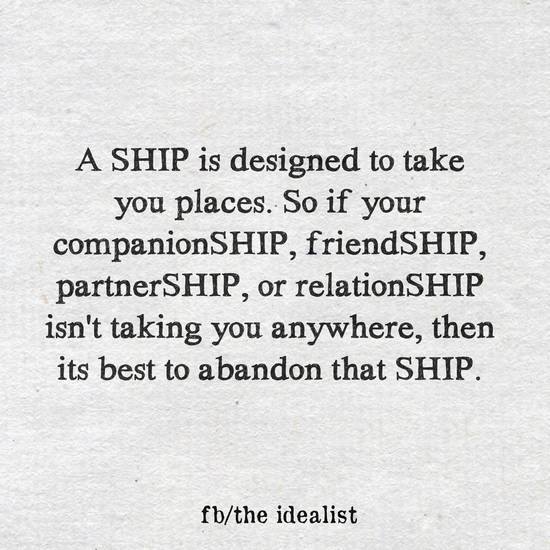 A SHIP is designed to take
you places. So if your
companionSHIP, friendSHIP,
partnerSHIP, or relationSHIP
isn't taking you anywhere, then
its best to abandon that SHIP.
fb/the idealist